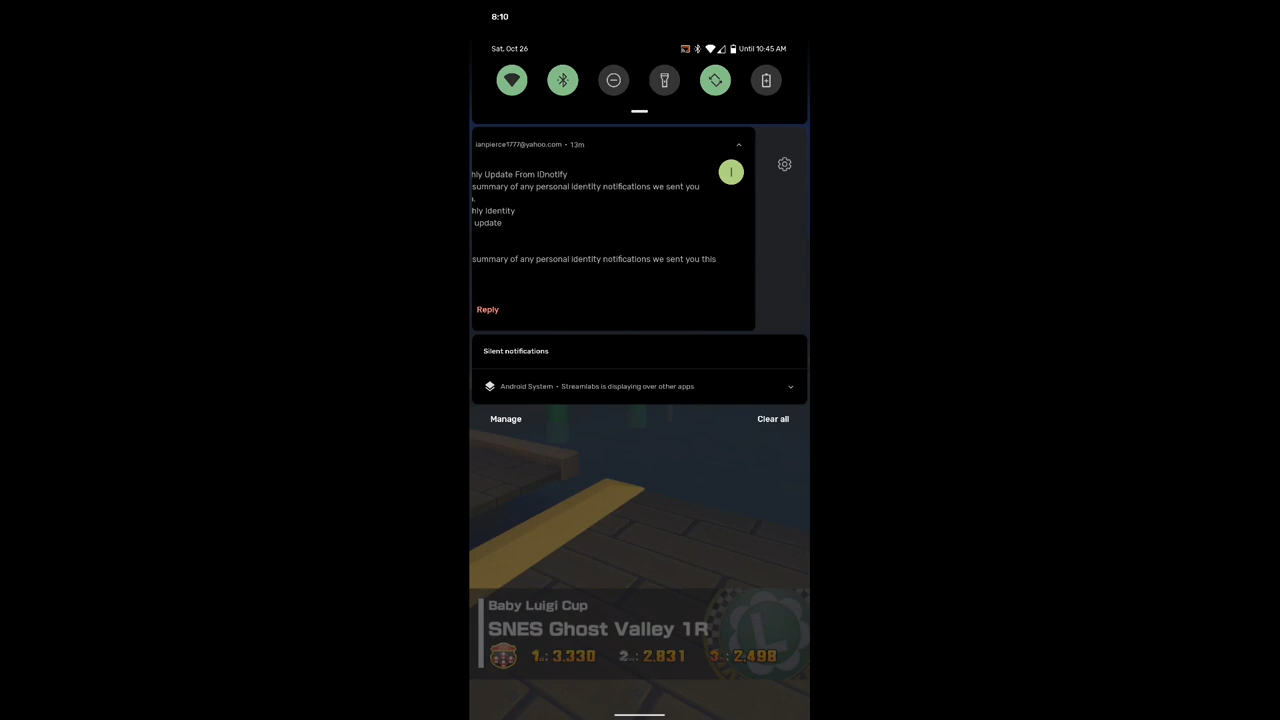 8:10
Sat, Oct 26
Until 10:45 AM
ianpierce1777@yahoo.com • 13m
hly Update From IDnotify
I
summary of any personal identity notifications we sent you
hly Identity
update
summary of any personal identity notifications we sent you this
Reply
Silent notifications
Android System • Streamlabs is displaying over other apps
Manage
Clear all
Baby Luigi Cup
SNES Ghost Valley 1R
1st: 3,330 2nd: 2,831 3rd: 2,498